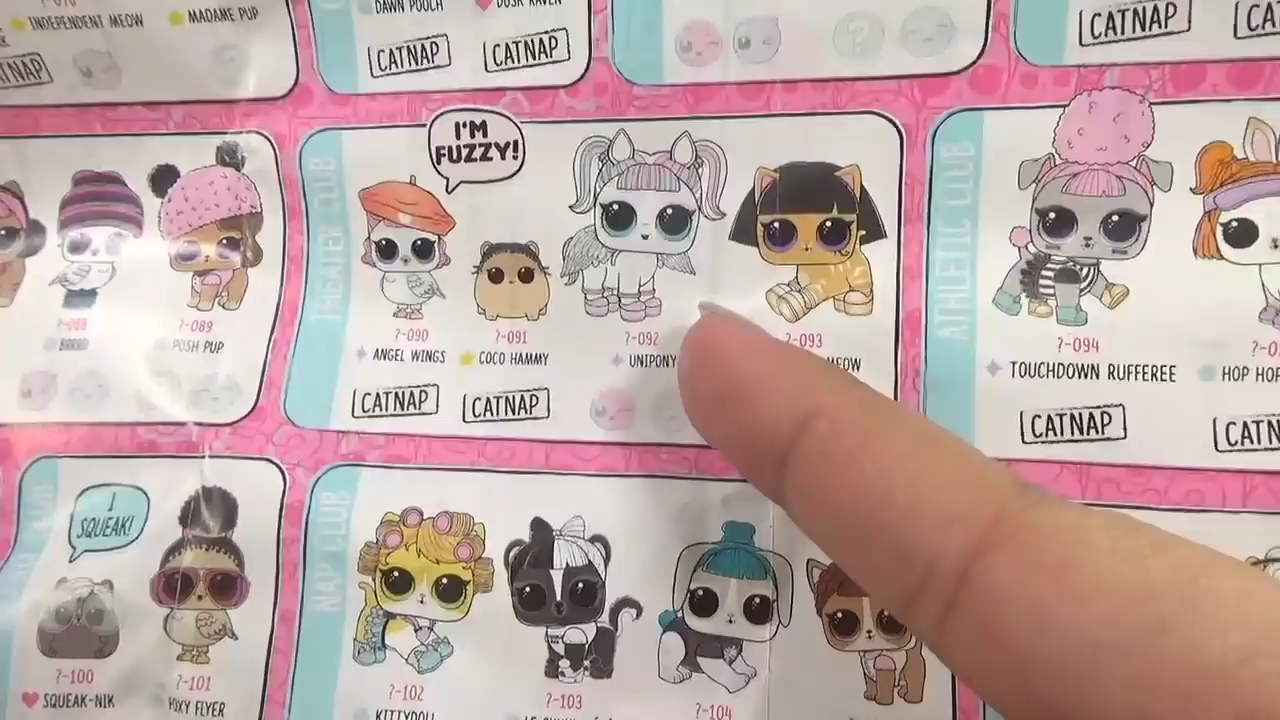 INDEPENDENT MEOW
MADAME PUP
DAWN POOCH
CATNAP
CATNAP
CATNAP
I'M
FUZZY!
THEATER CLUB
?-089
POSH PUP
?-090
ANGEL WINGS
CATNAP
?-091
COCO HAMMY
CATNAP
?-092
UNIPONY
?-093
MEOW
ATHLETIC CLUB
?-094
TOUCHDOWN RUFFEREE
CATNAP
HOP HOP
I
SQUEAK!
?-100
SQUEAK-NIK
?-101
FOXY FLYER
NAP CLUB
?-102
KITTYDOLL
?-103
?-104